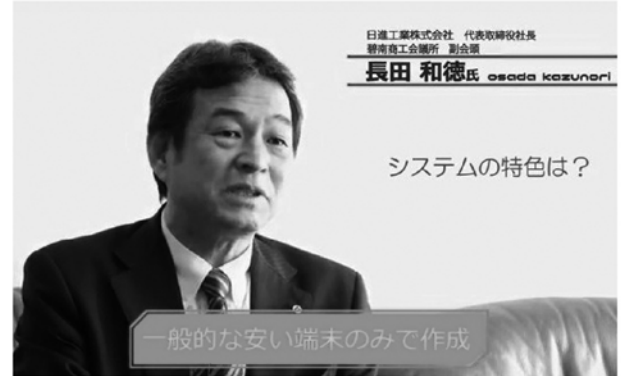 日進工業株式会社　代表取締役社長
碧南商工会議所　副会頭
長田 和徳氏 osada kazunori
システムの特色は？
一般的な安い端末のみで作成